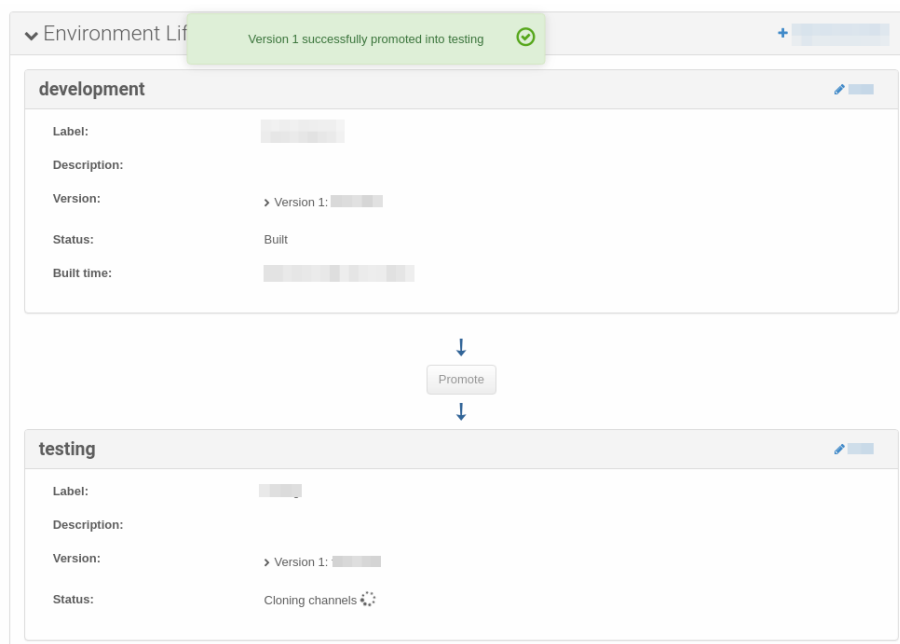 Environment Lif
Version 1 successfully promoted into testing
development
Label:
Description:
Version:
Version 1:
Status:
Built
Built time:
Promote
testing
Label:
Description:
Version:
Version 1:
Status:
Cloning channels